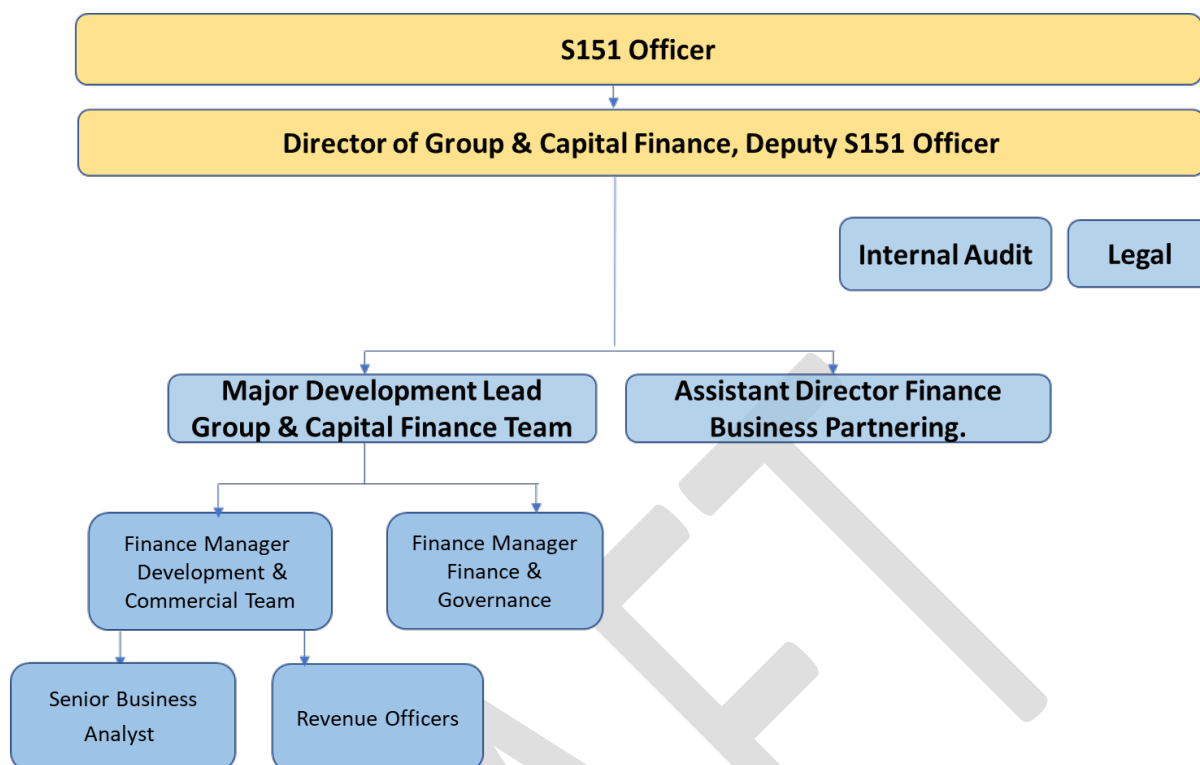 S151 Officer
Director of Group & Capital Finance, Deputy S151 Officer
Internal Audit
Legal
Major Development Lead
Group & Capital Finance Team
Assistant Director Finance
Business Partnering.
Finance Manager
Development &
Commercial Team
Finance Manager
Finance &
Governance
Senior Business
Analyst
Revenue Officers